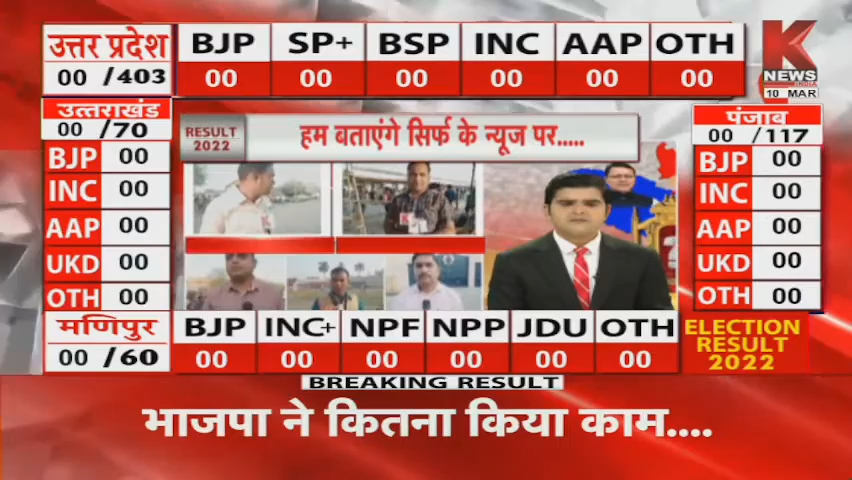 उत्तर प्रदेश
00 /403
BJP SP+ BSP INC AAP OTH
00 00 00 00 00 00
K
NEWS
INDIA
10 MAR
उत्तराखंड
00 /70
BJP 00
INC 00
AAP 00
UKD 00
OTH 00
RESULT
2022
हम बताएंगे सिर्फ के न्यूज पर.....
पंजाब
00 /117
BJP 00
INC 00
AAP 00
UKD 00
OTH 00
मणिपुर
00 /60
BJP INC+ NPF NPP JDU OTH
00 00 00 00 00 00
ELECTION
RESULT
2022
BREAKING RESULT
भाजपा ने कितना किया काम....